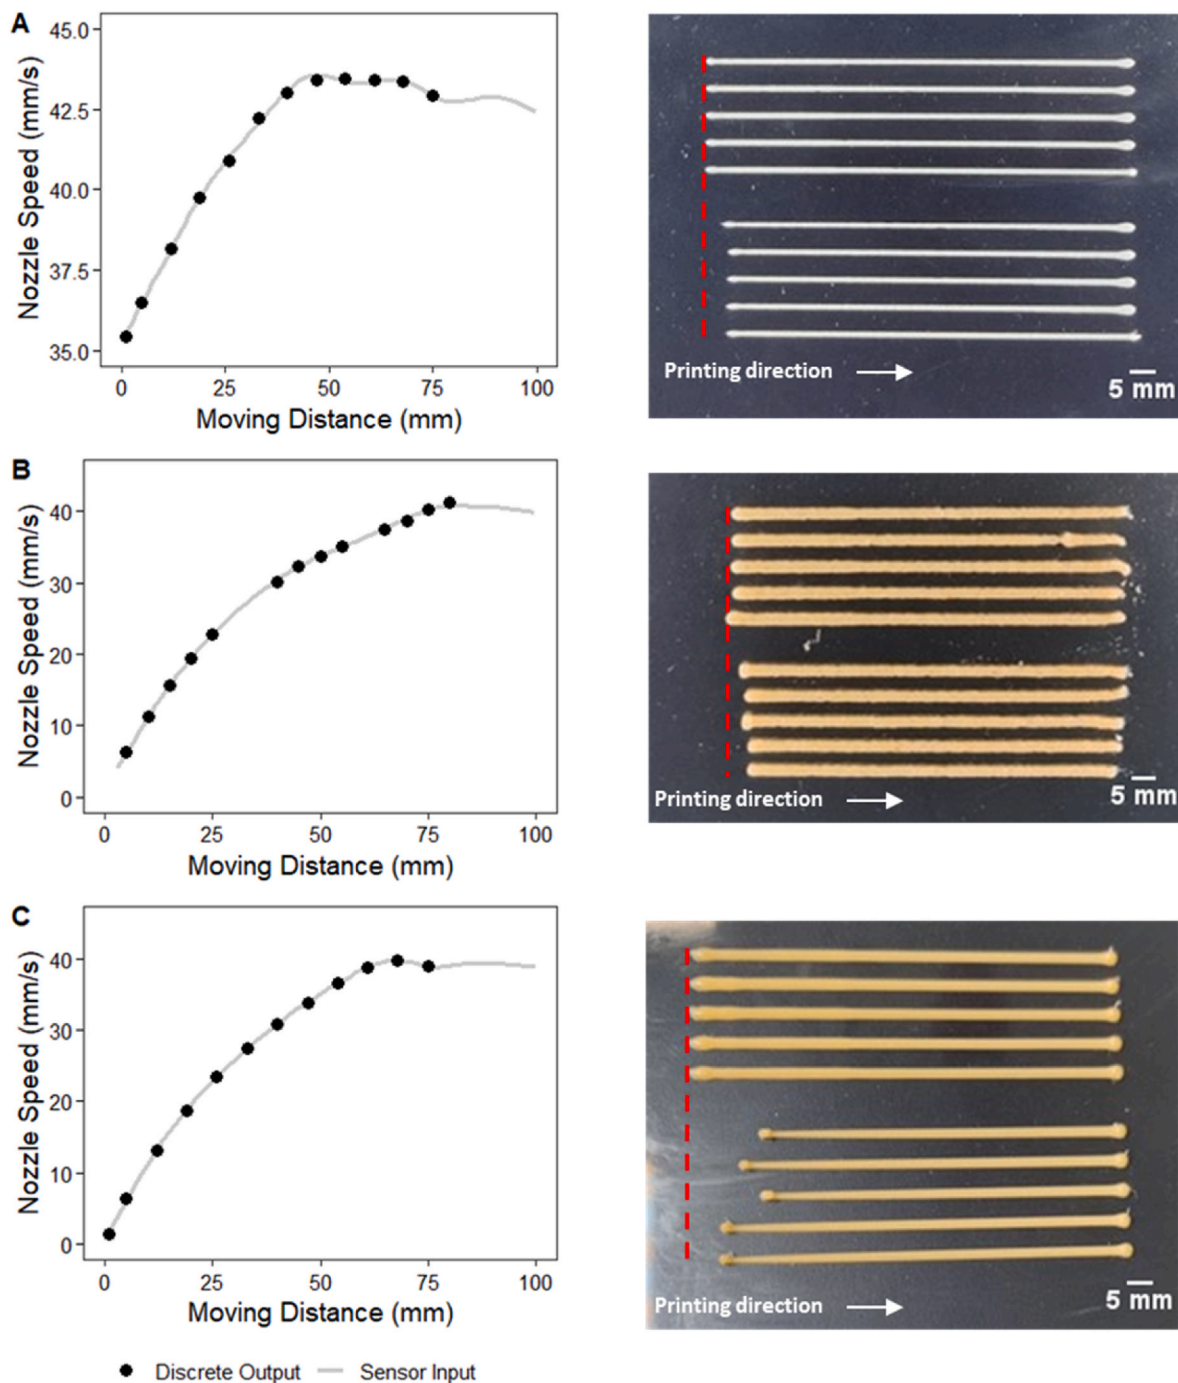 A
Nozzle Speed (mm/s)
45.0
42.5
40.0
37.5
35.0
0 25 50 75 100
Moving Distance (mm)
Printing direction
5 mm
B
Nozzle Speed (mm/s)
40
30
20
10
0
0 25 50 75 100
Moving Distance (mm)
Printing direction
5 mm
C
Nozzle Speed (mm/s)
40
30
20
10
0
0 25 50 75 100
Moving Distance (mm)
Printing direction
5 mm
Discrete Output Sensor Input